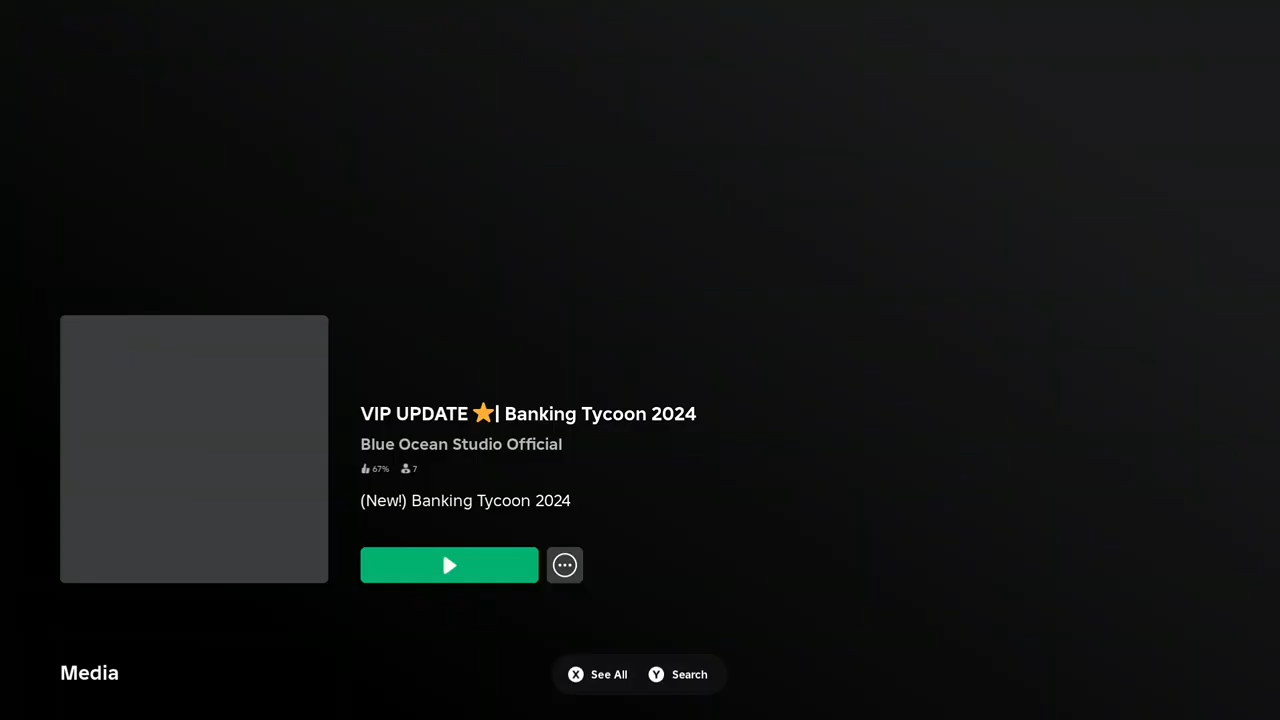 VIP UPDATE ⭐| Banking Tycoon 2024
Blue Ocean Studio Official
67% 7
(New!) Banking Tycoon 2024
Media
X See All Y Search